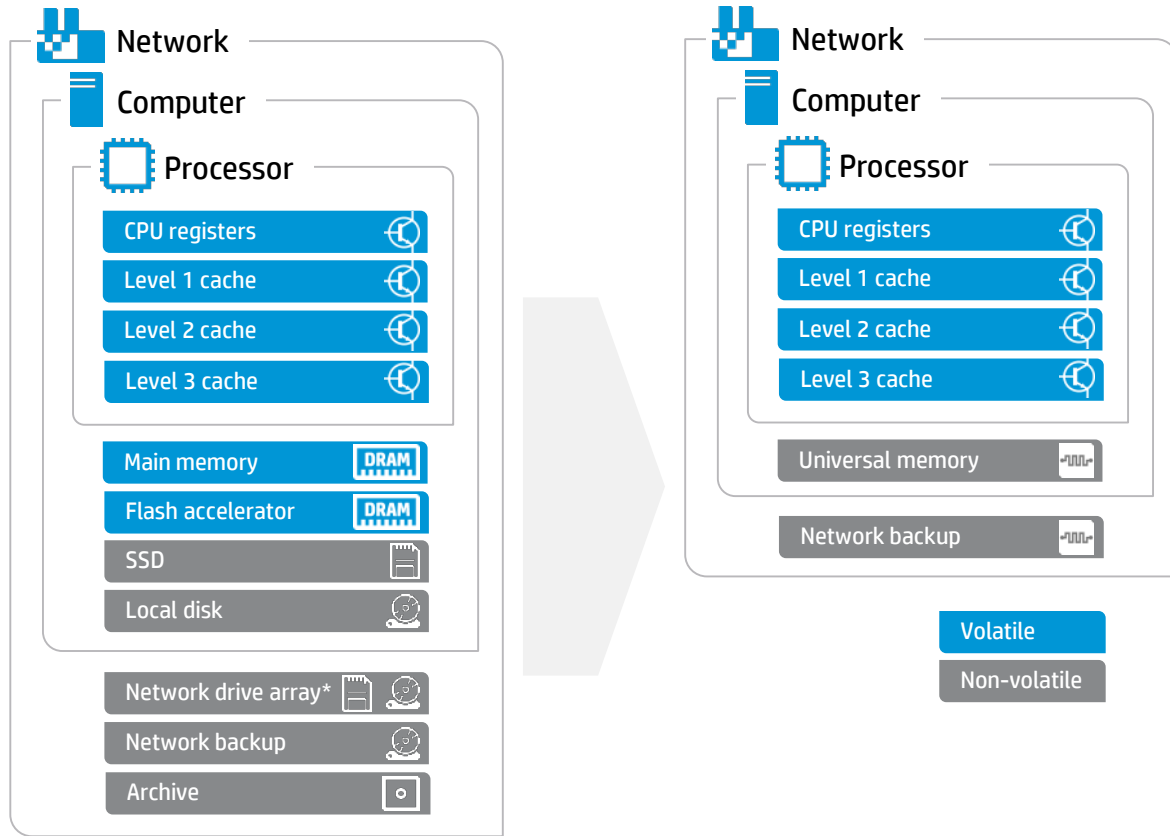 Network
Computer
Processor
CPU registers
Level 1 cache
Level 2 cache
Level 3 cache
Main memory
DRAM
Flash accelerator
DRAM
SSD
Local disk
Network drive array*
Network backup
Archive
Network
Computer
Processor
CPU registers
Level 1 cache
Level 2 cache
Level 3 cache
Universal memory
Network backup
Volatile
Non-volatile